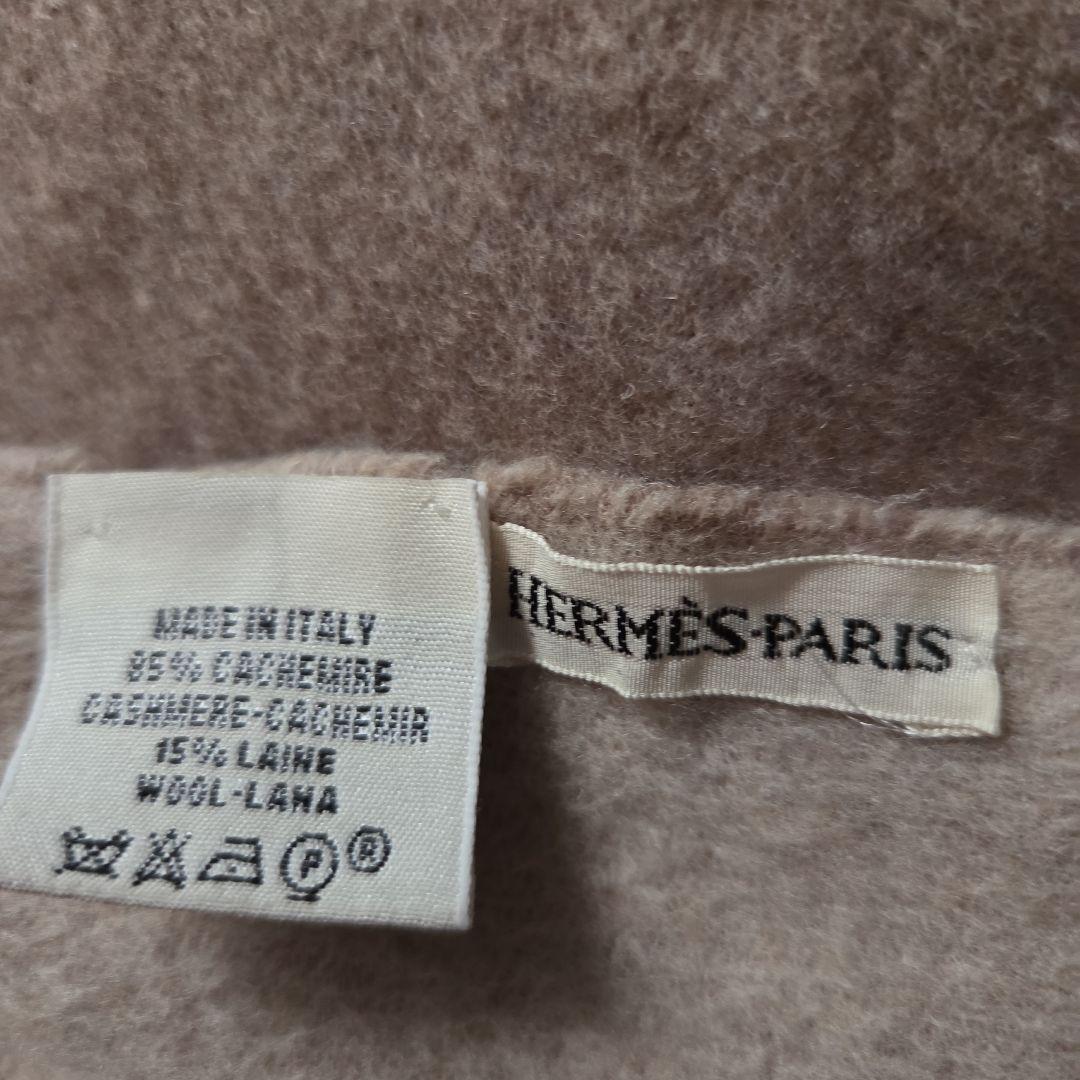 MADE IN ITALY
85% CACHEMIRE
CASHMERE-CACHEMIR
15% LAINE
WOOL-LANA
P ®
HERMÈS-PARIS